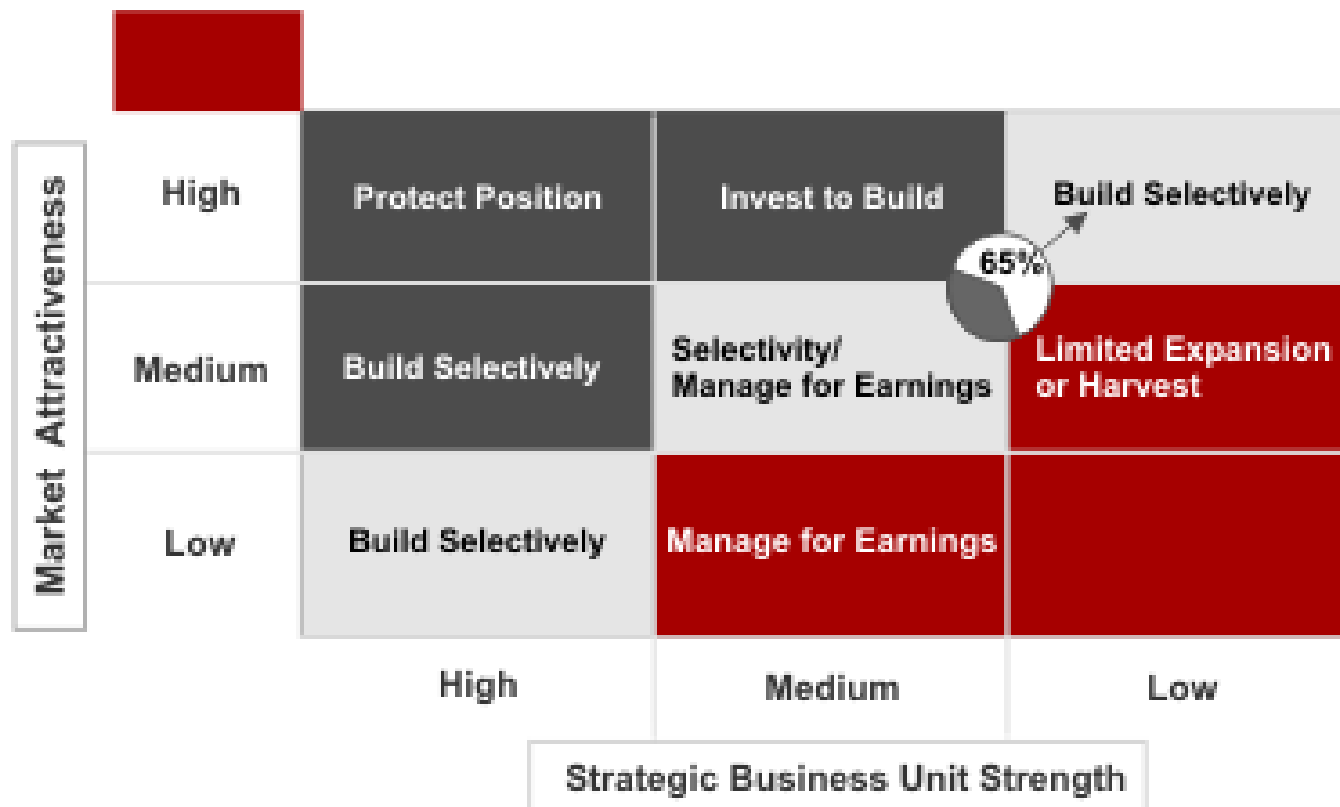 High
Protect Position
Invest to Build
Build Selectively
65%
Market Attractiveness
Medium
Build Selectively
Selectivity/
Manage for Earnings
Limited Expansion
or Harvest
Low
Build Selectively
Manage for Earnings
High
Medium
Low
Strategic Business Unit Strength